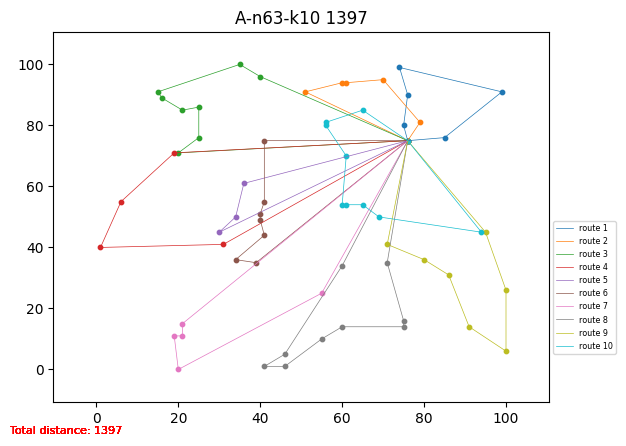 A-n63-k10 1397
100
80
60
40
20
0
0
20
40
60
80
100
route 1
route 2
route 3
route 4
route 5
route 6
route 7
route 8
route 9
route 10
Total distance: 1397